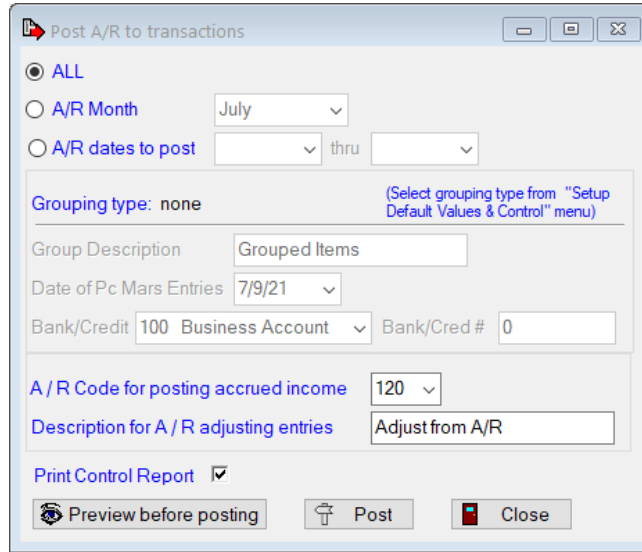 Post A/R to transactions
ALL
A/R Month July
A/R dates to post thru
Grouping type: none (Select grouping type from "Setup
Default Values & Control" menu)
Group Description Grouped Items
Date of Pc Mars Entries 7/9/21
Bank/Credit 100 Business Account Bank/Cred # 0
A / R Code for posting accrued income 120
Description for A / R adjusting entries Adjust from A/R
Print Control Report
Preview before posting Post Close